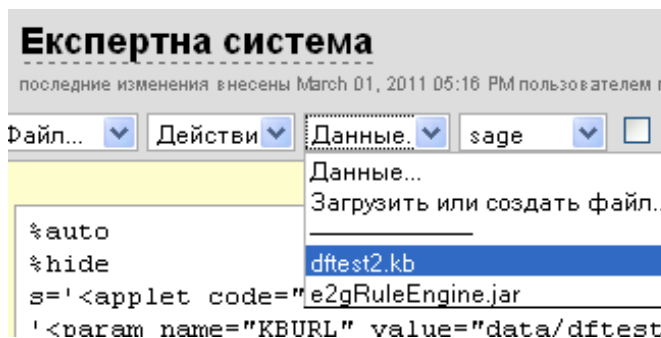 Експертна система
последние изменения внесены March 01, 2011 05:16 PM пользователем
Файл... Действи Данные. sage
Данные...
Загрузить или создать файл..
%auto
%hide
dftest2.kb
s='<applet code="
e2gRuleEngine.jar
'<param name="KBURL" value="data/dftest